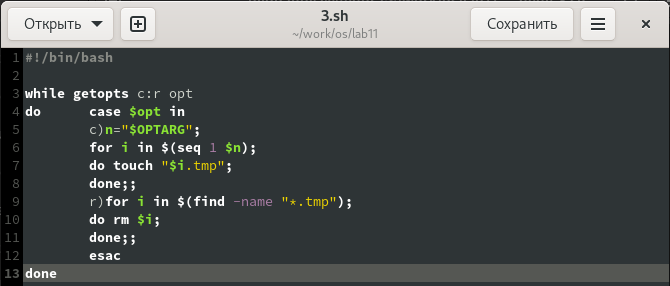 Открыть
3.sh
~/work/os/lab11
Сохранить
1 #!/bin/bash
2
3 while getopts c:r opt
4 do      case $opt in
5         c)n="$OPTARG";
6         for i in $(seq 1 $n);
7         do touch "$i.tmp";
8         done;;
9         r)for i in $(find -name "*.tmp");
10         do rm $i;
11         done;;
12         esac
13 done